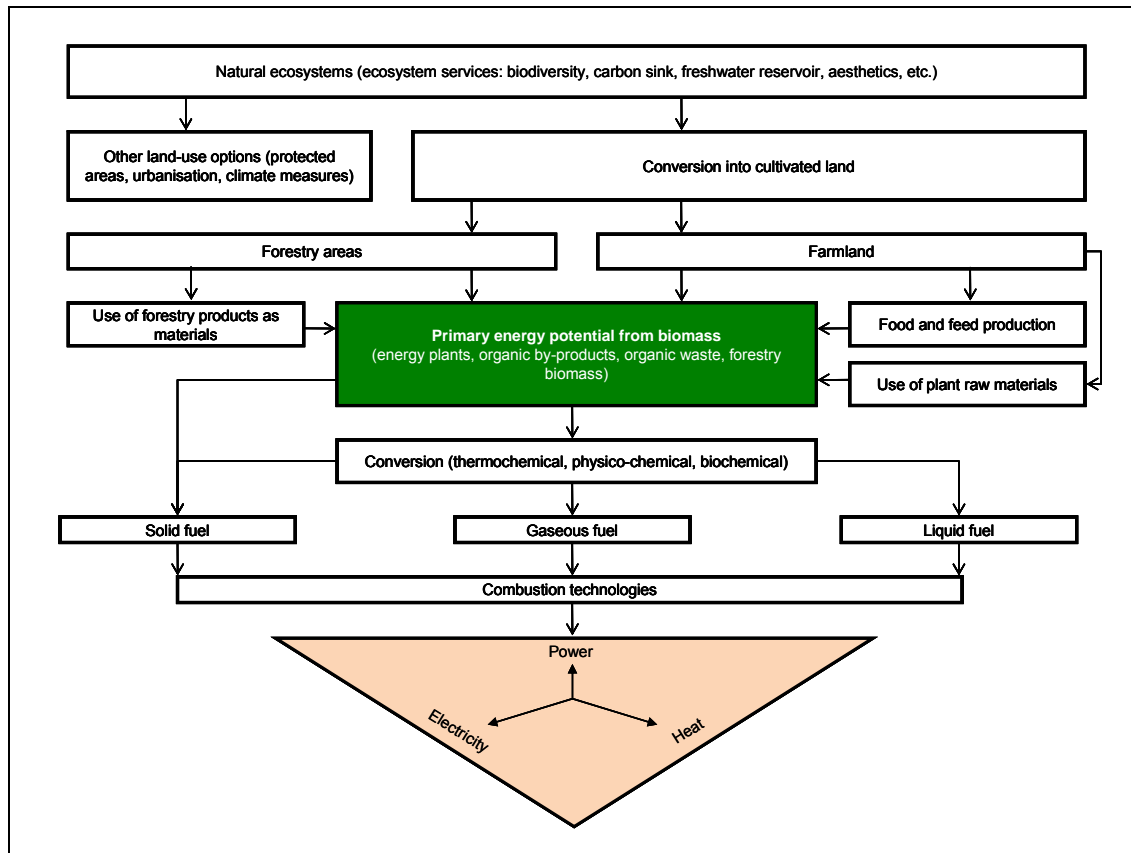 Natural ecosystems (ecosystem services: biodiversity, carbon sink, freshwater reservoir, aesthetics, etc.)
Other land-use options (protected
areas, urbanisation, climate measures)
Conversion into cultivated land
Forestry areas
Farmland
Use of forestry products as
materials
Primary energy potential from biomass
(energy plants, organic by-products, organic waste, forestry
biomass)
Food and feed production
Use of plant raw materials
Conversion (thermochemical, physico-chemical, biochemical)
Solid fuel
Gaseous fuel
Liquid fuel
Combustion technologies
Power
Electricity
Heat